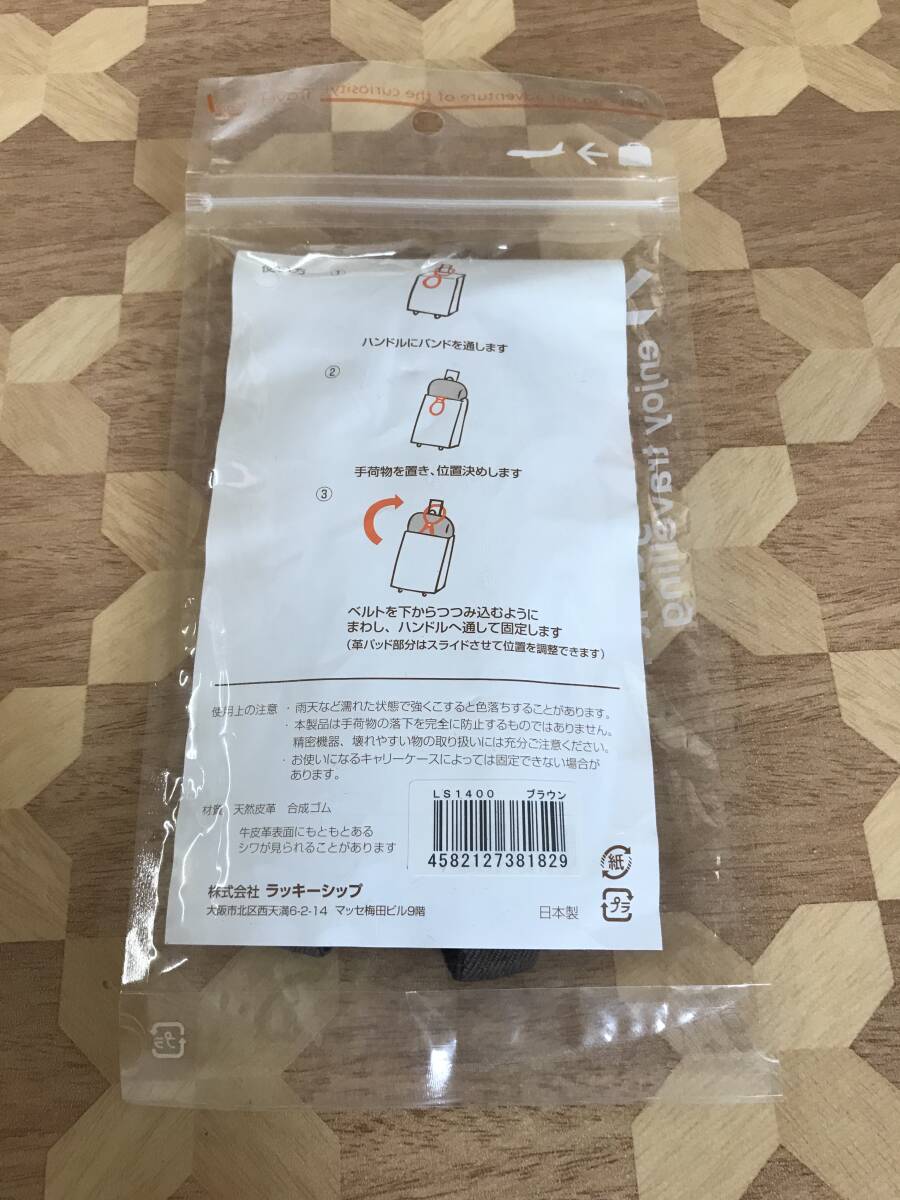 adventure of the curiosity! Travel
enjoy travelling
①
ハンドルにバンドを通します
②
手荷物を置き、位置決めします
③
ベルトを下からつつみ込むように
まわし、ハンドルへ通して固定します
(革パッド部分はスライドさせて位置を調整できます)
使用上の注意 ・雨天など濡れた状態で強くこすると色落ちすることがあります。
・本製品は手荷物の落下を完全に防止するものではありません。
精密機器、壊れやすい物の取り扱いには充分ご注意ください。
・お使いになるキャリーケースによっては固定できない場合が
あります。
材質 天然皮革 合成ゴム
牛皮革表面にもともとある
シワが見られることがあります
LS1400 ブラウン
4582127381829
紙
株式会社 ラッキーシップ
大阪市北区西天満6-2-14 マッセ梅田ビル9階
日本製
プラ
プラ